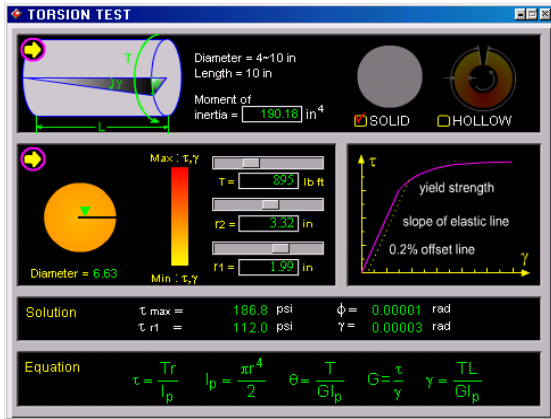 TORSION TEST
T
γ
L
Diameter = 4~10 in
Length = 10 in
Moment of
inertia = 190.18 in⁴
SOLID
HOLLOW
Max : τ,γ
Min : τ,γ
Diameter = 6.63
T = 895 lb ft
r2 = 3.32 in
r1 = 1.99 in
τ
yield strength
slope of elastic line
0.2% offset line
γ
Solution
τ max = 186.8 psi ϕ = 0.00001 rad
τ r1 = 112.0 psi γ = 0.00003 rad
Equation
τ = Tr/Iₚ Iₚ = πr⁴/2 θ = T/GIₚ G = τ/γ γ = TL/GIₚ